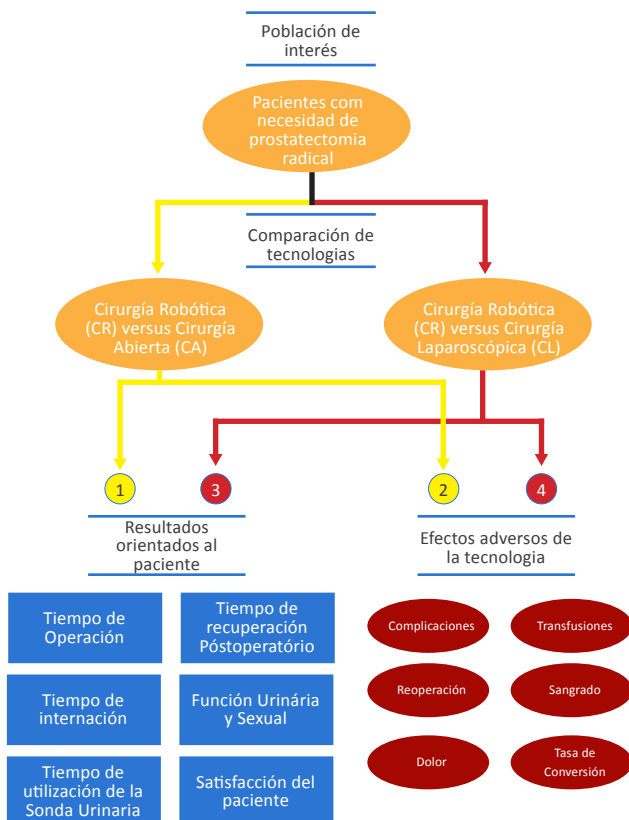 Población de
interés
Pacientes com
necesidad de
prostatectomia
radical
Comparación de
tecnologias
Cirurgía Robótica
(CR) versus Cirurgía
Abierta (CA)
Cirurgía Robótica
(CR) versus Cirurgía
Laparoscópica (CL)
1
3
2
4
Resultados
orientados al
paciente
Efectos adversos de
la tecnologia
Tiempo de
Operación
Tiempo de
recuperación
Póstoperatório
Complicaciones
Transfusiones
Tiempo de
internación
Función Urinária
y Sexual
Reoperación
Sangrado
Tiempo de
utilización de la
Sonda Urinaria
Satisfacción del
paciente
Dolor
Tasa de
Conversión